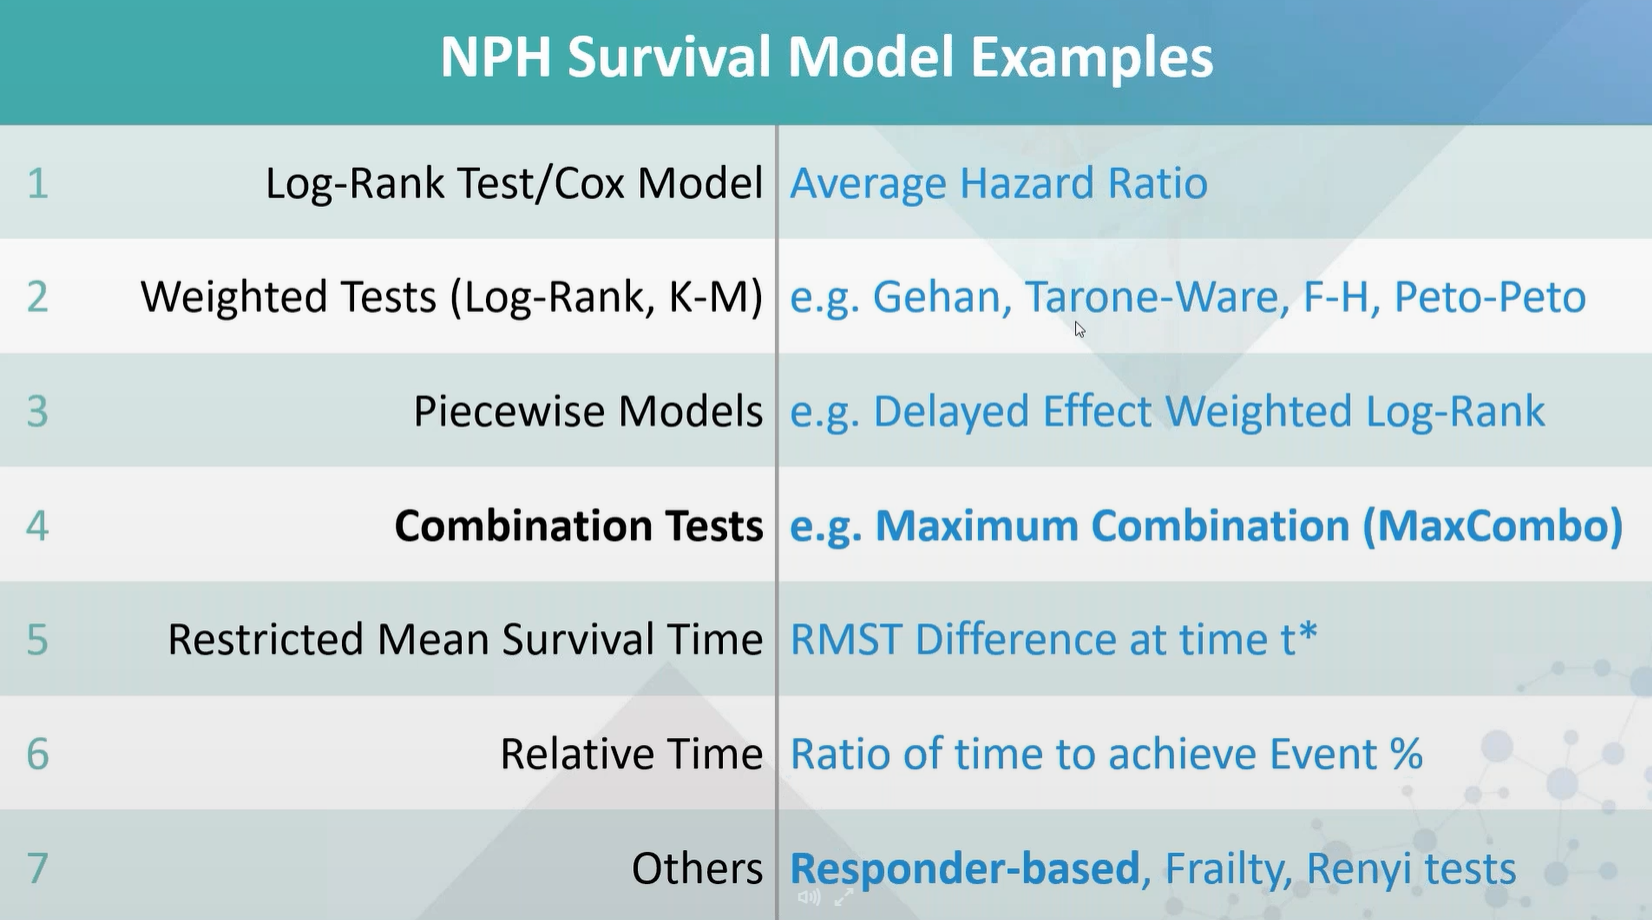 NPH Survival Model Examples
1 Log-Rank Test/Cox Model Average Hazard Ratio
2 Weighted Tests (Log-Rank, K-M) e.g. Gehan, Tarone-Ware, F-H, Peto-Peto
3 Piecewise Models e.g. Delayed Effect Weighted Log-Rank
4 Combination Tests e.g. Maximum Combination (MaxCombo)
5 Restricted Mean Survival Time RMST Difference at time t*
6 Relative Time Ratio of time to achieve Event %
7 Others Responder-based, Frailty, Renyi tests